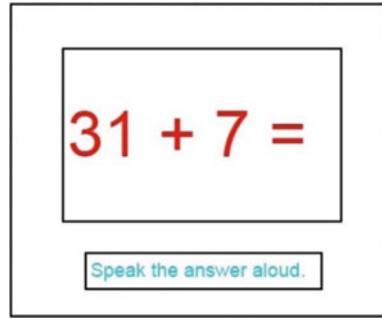 31 + 7 =
Speak the answer aloud.